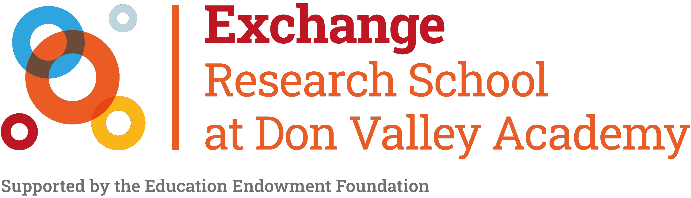 Exchange
Research School
at Don Valley Academy
Supported by the Education Endowment Foundation